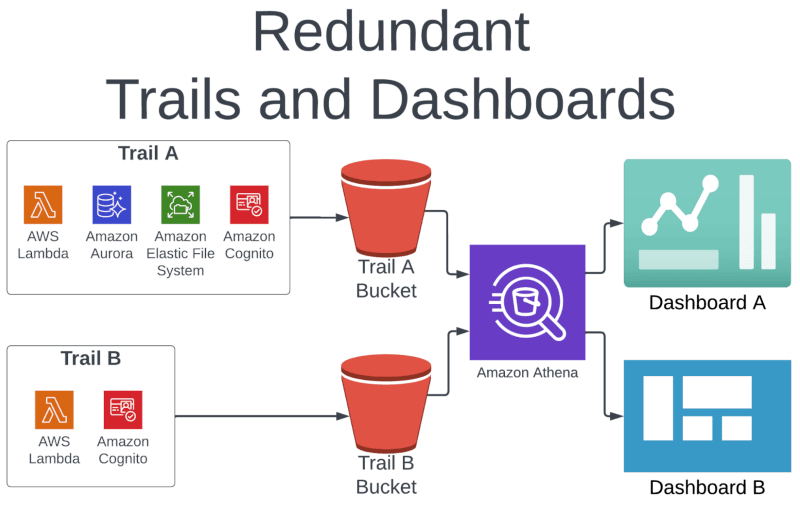 Redundant
Trails and Dashboards
Trail A
AWS
Lambda
Amazon
Aurora
Amazon
Elastic File
System
Amazon
Cognito
Trail A
Bucket
Dashboard A
Amazon Athena
Trail B
AWS
Lambda
Amazon
Cognito
Trail B
Bucket
Dashboard B